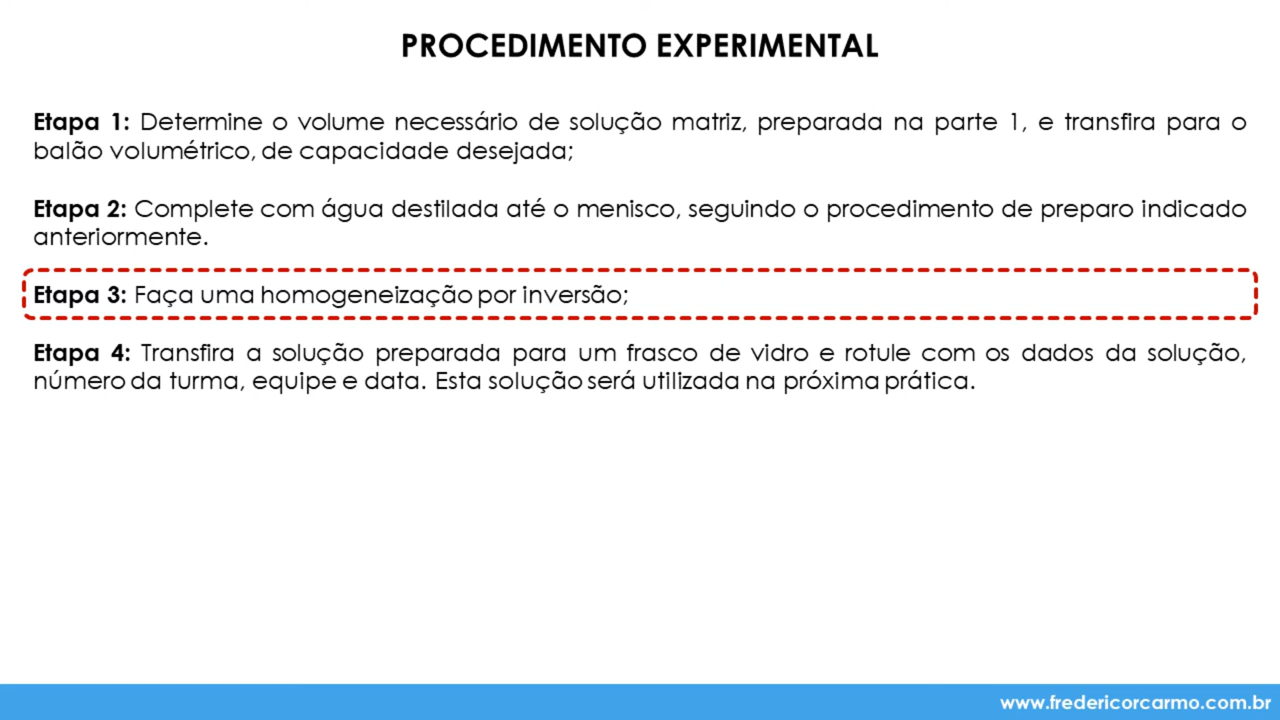 PROCEDIMENTO EXPERIMENTAL
Etapa 1: Determine o volume necessário de solução matriz, preparada na parte 1, e transfira para o
balão volumétrico, de capacidade desejada;
Etapa 2: Complete com água destilada até o menisco, seguindo o procedimento de preparo indicado
anteriormente.
Etapa 3: Faça uma homogeneização por inversão;
Etapa 4: Transfira a solução preparada para um frasco de vidro e rotule com os dados da solução,
número da turma, equipe e data. Esta solução será utilizada na próxima prática.
www.fredericorcarmo.com.br